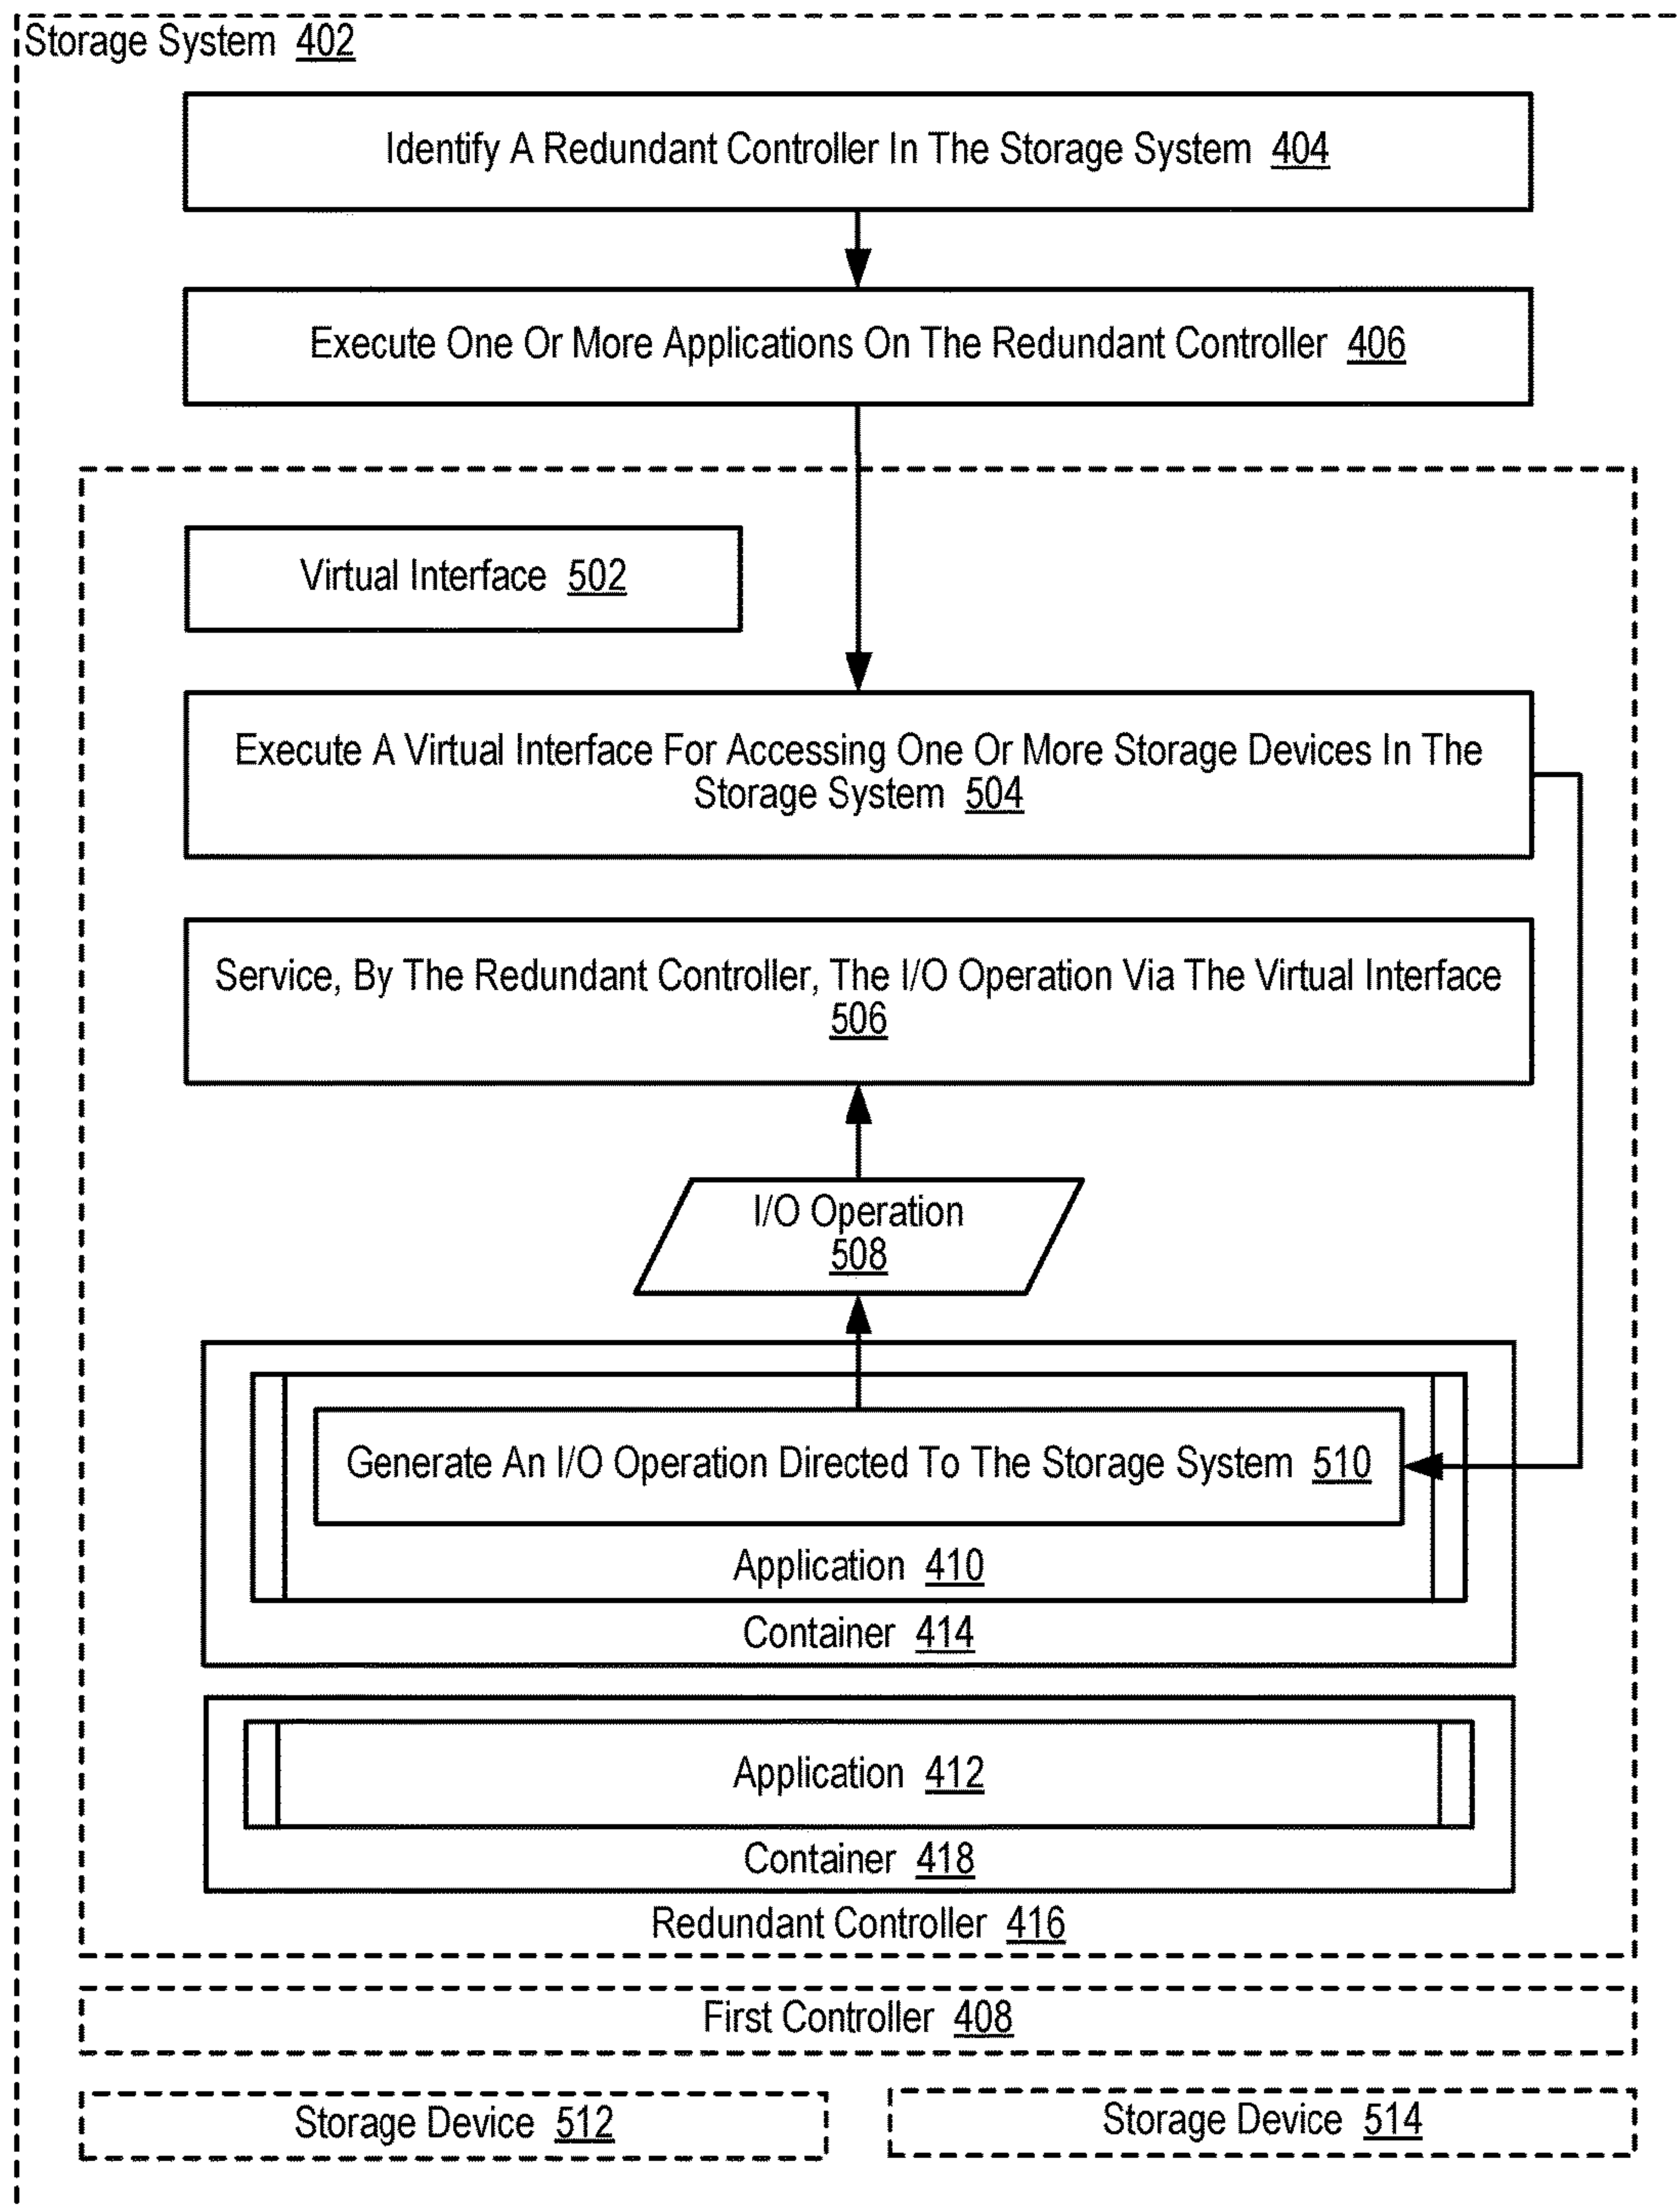 Storage System 402
Identify A Redundant Controller In The Storage System 404
Execute One Or More Applications On The Redundant Controller 406
Virtual Interface 502
Execute A Virtual Interface For Accessing One Or More Storage Devices In The
Storage System 504
Service, By The Redundant Controller, The I/O Operation Via The Virtual Interface
506
I/O Operation
508
Generate An I/O Operation Directed To The Storage System 510
Application 410
Container 414
Application 412
Container 418
Redundant Controller 416
First Controller 408
Storage Device 512
Storage Device 514